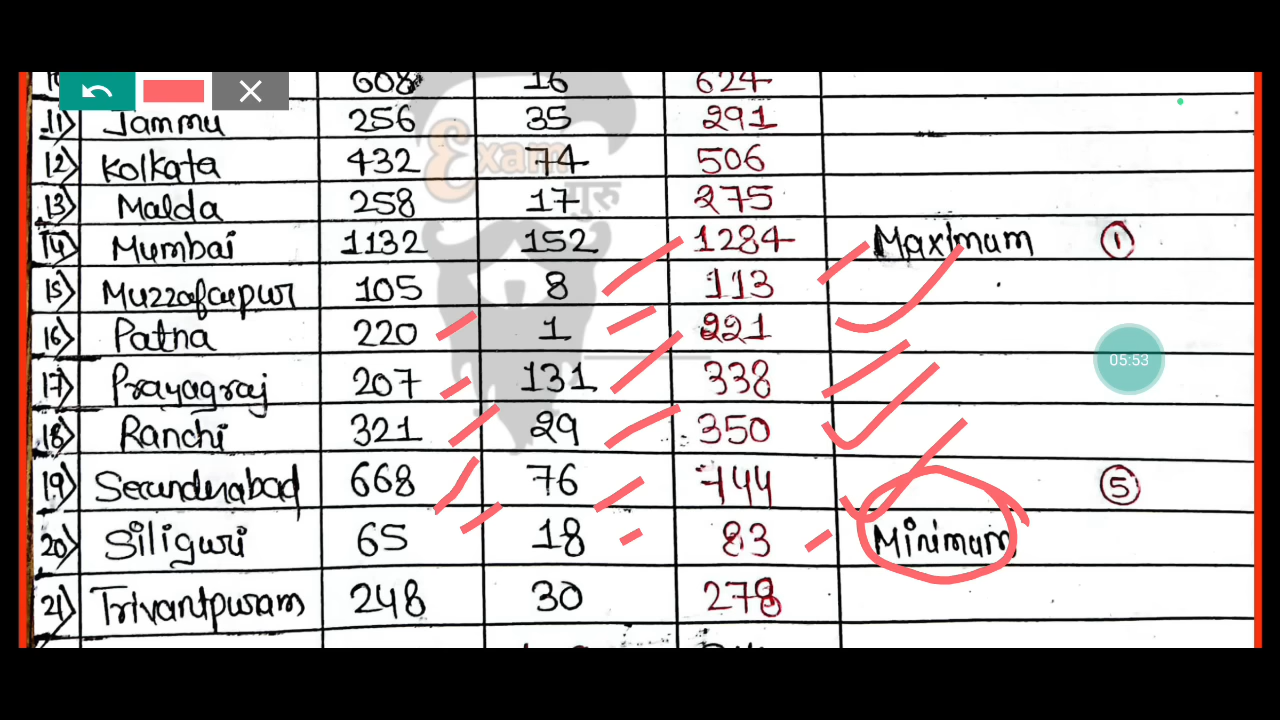 608 16 624
11) Jammu 256 35 291
12) Kolkata 432 74 506
13) Malda 258 17 275
14) Mumbai 1132 152 1284 Maximum 1
15) Muzzafarpur 105 8 113
16) Patna 220 1 221
17) Prayagraj 207 131 338
18) Ranchi 321 29 350
19) Secunderabad 668 76 744 5
20) Siliguri 65 18 83 Minimum
21) Trivantpuram 248 30 278
Exam
गुरु
05:53